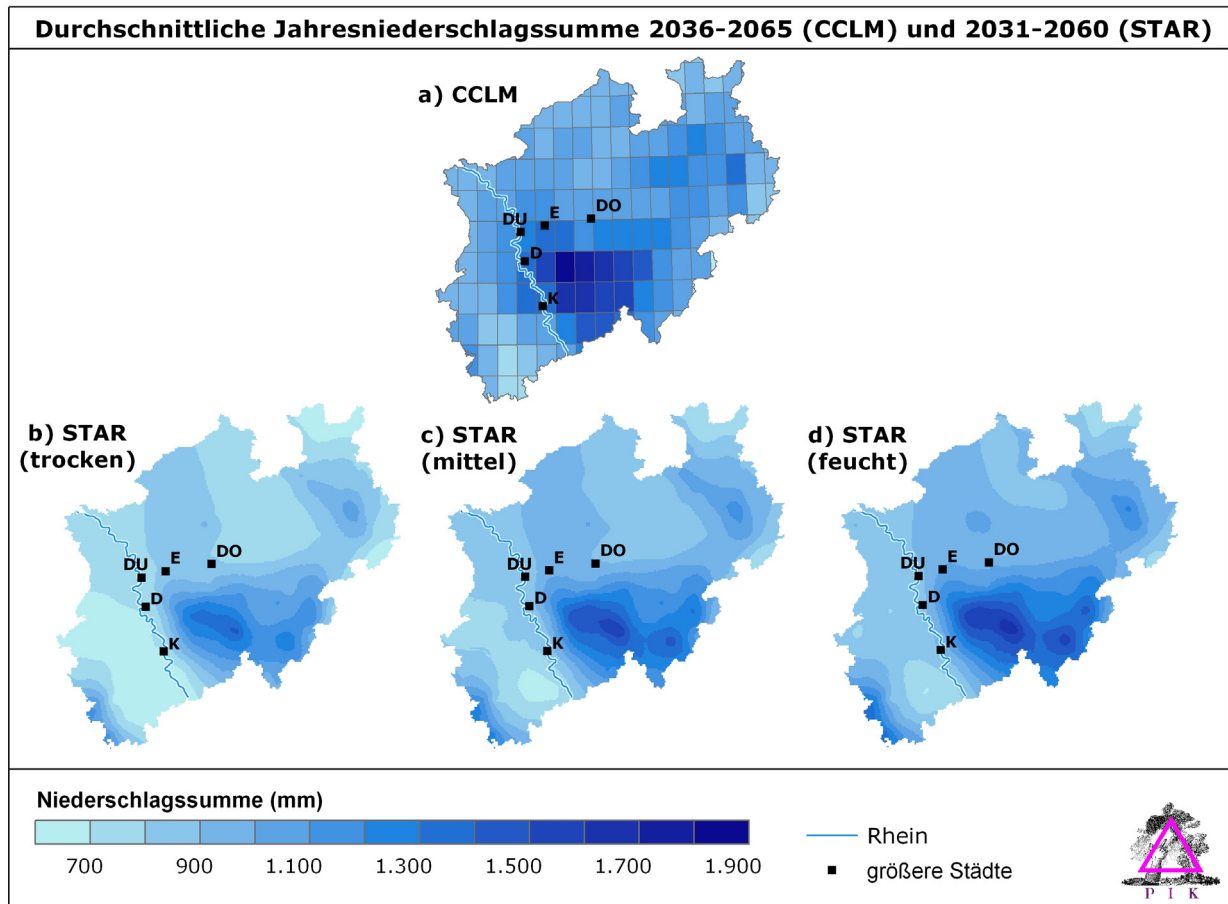 Durchschnittliche Jahresniederschlagssumme 2036-2065 (CCLM) und 2031-2060 (STAR)
a) CCLM
DU
E
DO
D
K
b) STAR
(trocken)
DU
E
DO
D
K
c) STAR
(mittel)
DU
E
DO
D
K
d) STAR
(feucht)
DU
E
DO
D
K
Niederschlagssumme (mm)
700 900 1.100 1.300 1.500 1.700 1.900
Rhein
größere Städte
P I K